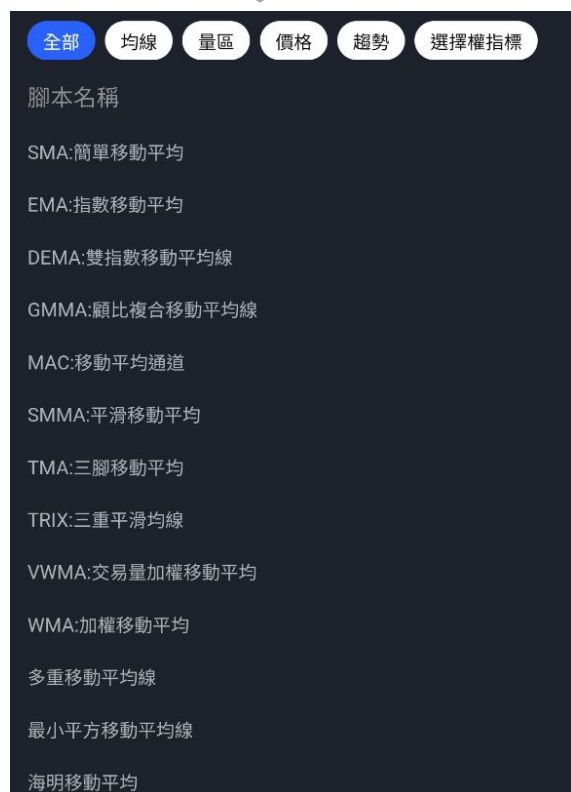 全部 均線 量區 價格 趨勢 選擇權指標
腳本名稱
SMA:簡單移動平均
EMA:指數移動平均
DEMA:雙指數移動平均線
GMMA:顧比複合移動平均線
MAC:移動平均通道
SMMA:平滑移動平均
TMA:三腳移動平均
TRIX:三重平滑均線
VWMA:交易量加權移動平均
WMA:加權移動平均
多重移動平均線
最小平方移動平均線
海明移動平均